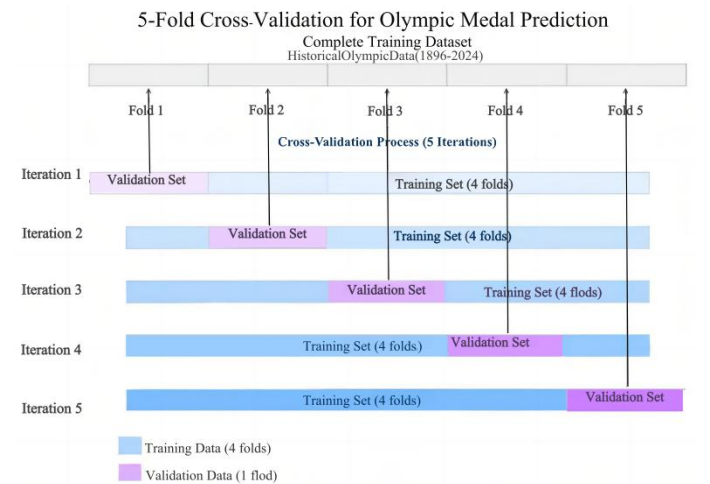 5-Fold Cross-Validation for Olympic Medal Prediction
Complete Training Dataset
HistoricalOlympicData(1896-2024)
Fold 1 Fold 2 Fold 3 Fold 4 Fold 5
Cross-Validation Process (5 Iterations)
Iteration 1 Validation Set Training Set (4 folds)
Iteration 2 Validation Set Training Set (4 folds)
Iteration 3 Validation Set Training Set (4 flods)
Iteration 4 Training Set (4 folds) Validation Set
Iteration 5 Training Set (4 folds) Validation Set
Training Data (4 folds)
Validation Data (1 flod)